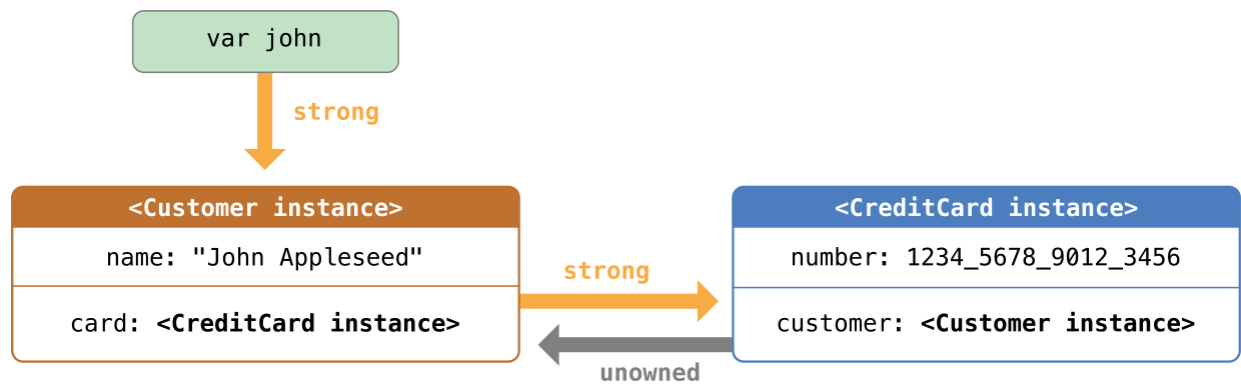 var john
strong
<Customer instance>
name: "John Appleseed"
card: <CreditCard instance>
strong
unowned
<CreditCard instance>
number: 1234_5678_9012_3456
customer: <Customer instance>